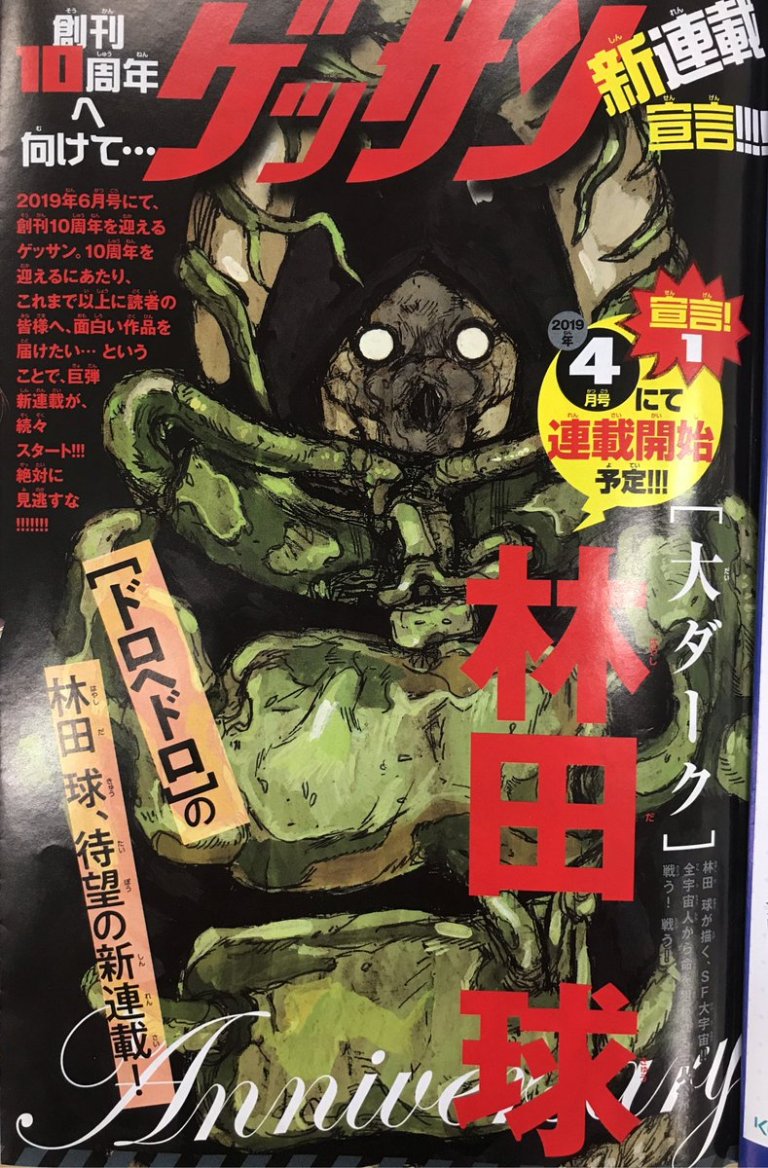 創刊
10周年
へ
向けて…
ゲッサン
新連載
宣言!!!!
2019年6月号にて、
創刊10周年を迎える
ゲッサン。10周年を
迎えるにあたり、
これまで以上に読者の
皆様へ、面白い作品を
届けたい… という
ことで、巨弾
新連載が、
続々
スタート!!!
絶対に
見逃すな
!!!!!!!
宣言!
1
2019年
4月号にて
連載開始
予定!!!
[大ダーク]
林田 球
[ドロヘドロ]の
林田 球、待望の新連載!
林田 球が描く、SF大宇宙
全宇宙人から
戦う! 戦う!
Anniversary